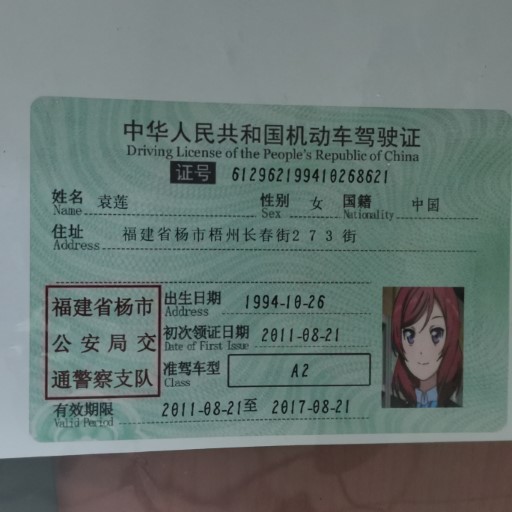 中华人民共和国机动车驾驶证
Driving License of the People's Republic of China
证号 612962199410268621
姓名 袁莲 性别 女 国籍 中国
Name Sex Nationality
住址 福建省杨市梧州长春街273街
Address
福建省杨市
公安局交
通警察支队
出生日期 1994-10-26
Address
初次领证日期 2011-08-21
Date of First Issue
准驾车型 A2
Class
有效期限 2011-08-21至 2017-08-21
Valid Period